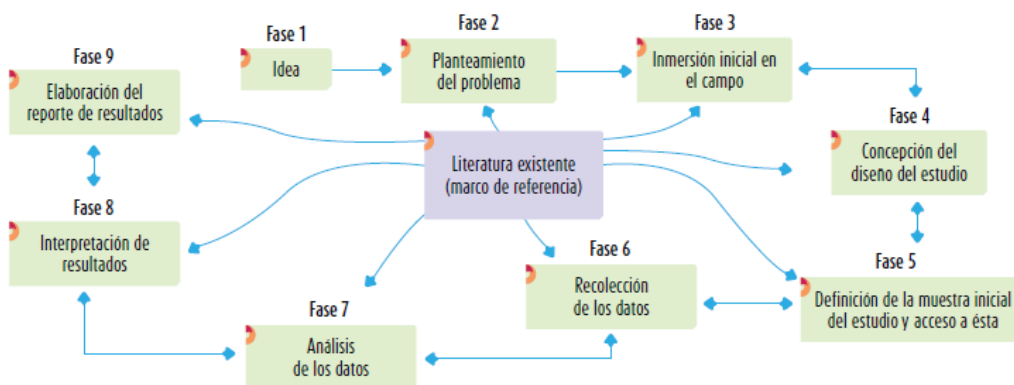 Fase 1
Idea
Fase 2
Planteamiento
del problema
Fase 3
Inmersión inicial en
el campo
Fase 4
Concepción del
diseño del estudio
Fase 5
Definición de la muestra inicial
del estudio y acceso a ésta
Fase 6
Recolección
de los datos
Fase 7
Análisis
de los datos
Fase 8
Interpretación de
resultados
Fase 9
Elaboración del
reporte de resultados
Literatura existente
(marco de referencia)